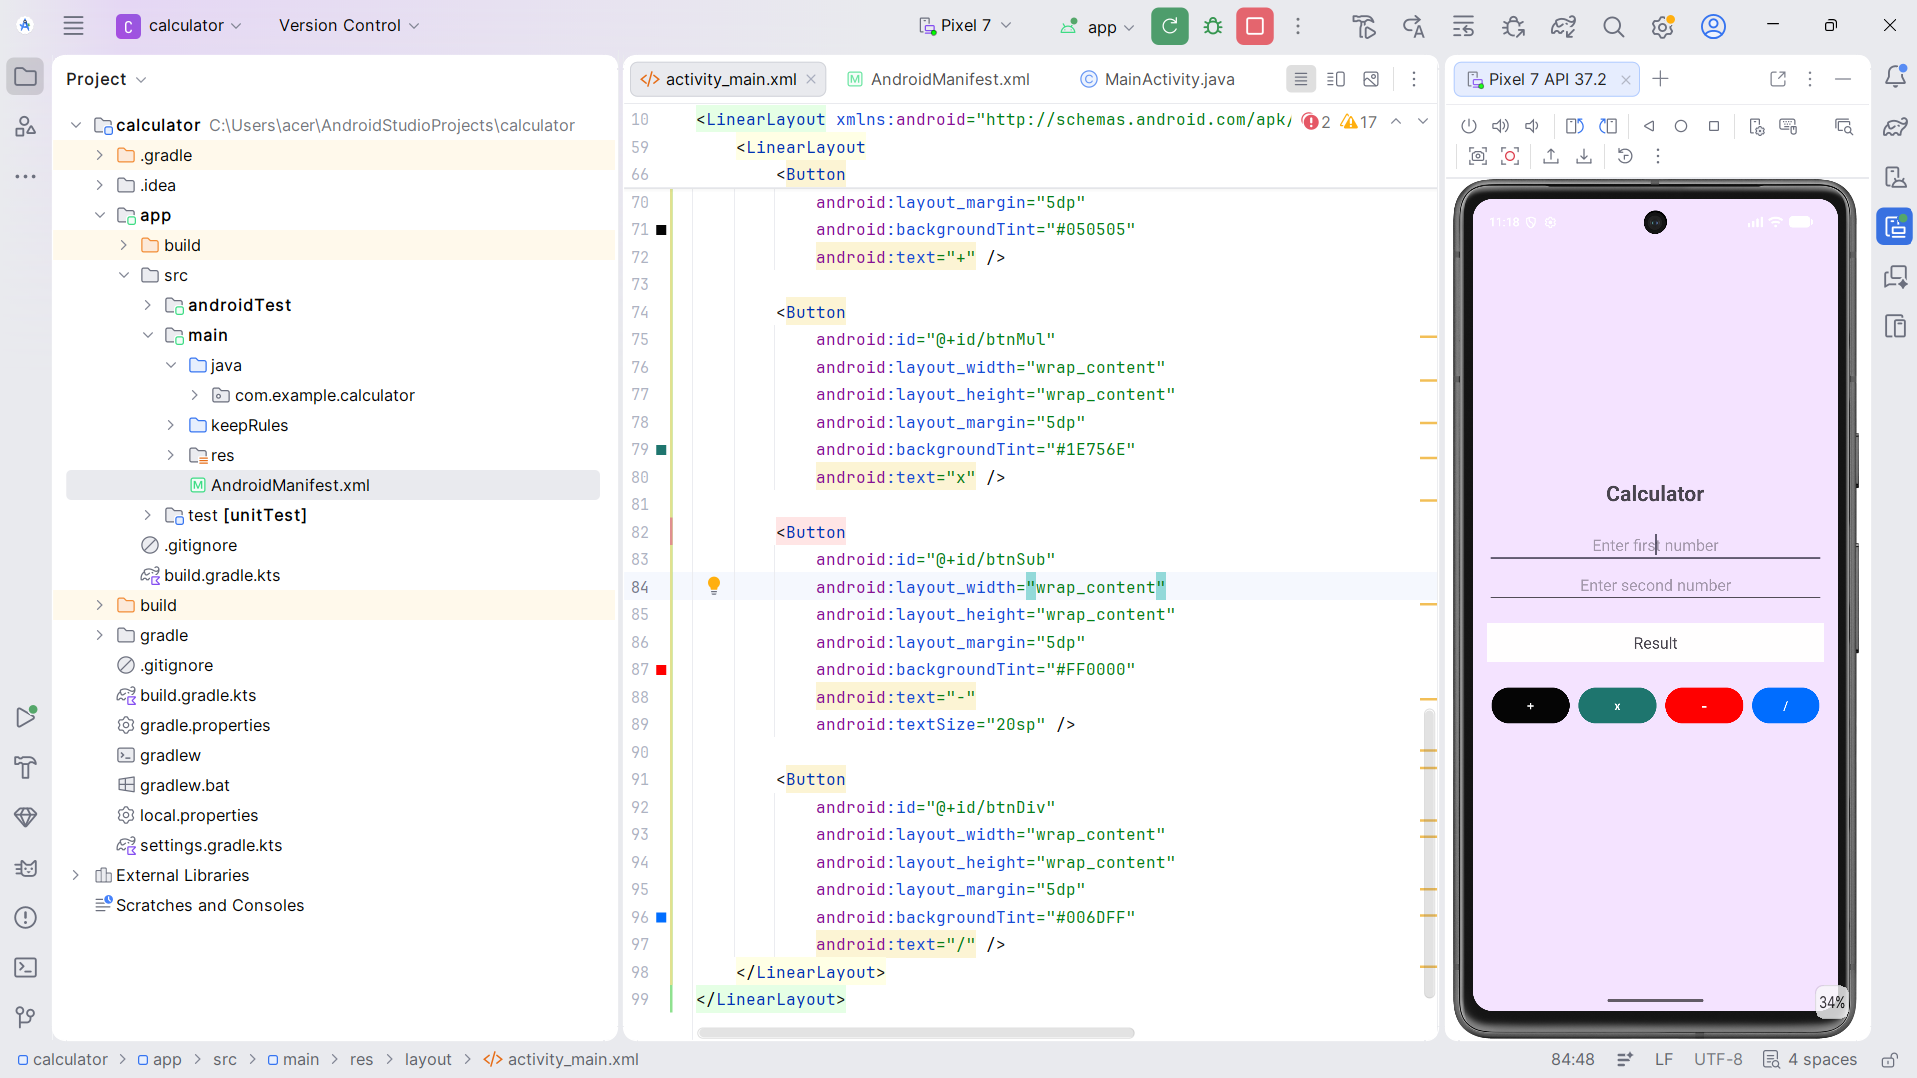 C calculator Version Control Pixel 7 app
Project
calculator C:\Users\acer\AndroidStudioProjects\calculator
.gradle
.idea
app
build
src
androidTest
main
java
com.example.calculator
keepRules
res
AndroidManifest.xml
test [unitTest]
.gitignore
build.gradle.kts
build
gradle
.gitignore
build.gradle.kts
gradle.properties
gradlew
gradlew.bat
local.properties
settings.gradle.kts
External Libraries
Scratches and Consoles
activity_main.xml AndroidManifest.xml MainActivity.java
10 <LinearLayout xmlns:android="http://schemas.android.com/apk/ 2 17
59 <LinearLayout
66 <Button
70 android:layout_margin="5dp"
71 android:backgroundTint="#050505"
72 android:text="+" />
73
74 <Button
75 android:id="@+id/btnMul"
76 android:layout_width="wrap_content"
77 android:layout_height="wrap_content"
78 android:layout_margin="5dp"
79 android:backgroundTint="#1E756E"
80 android:text="x" />
81
82 <Button
83 android:id="@+id/btnSub"
84 android:layout_width="wrap_content"
85 android:layout_height="wrap_content"
86 android:layout_margin="5dp"
87 android:backgroundTint="#FF0000"
88 android:text="-"
89 android:textSize="20sp" />
90
91 <Button
92 android:id="@+id/btnDiv"
93 android:layout_width="wrap_content"
94 android:layout_height="wrap_content"
95 android:layout_margin="5dp"
96 android:backgroundTint="#006DFF"
97 android:text="/" />
98 </LinearLayout>
99 </LinearLayout>
Pixel 7 API 37.2
11:18
Calculator
Enter first number
Enter second number
Result
+ x - /
34%
calculator app src main res layout activity_main.xml 84:48 LF UTF-8 4 spaces